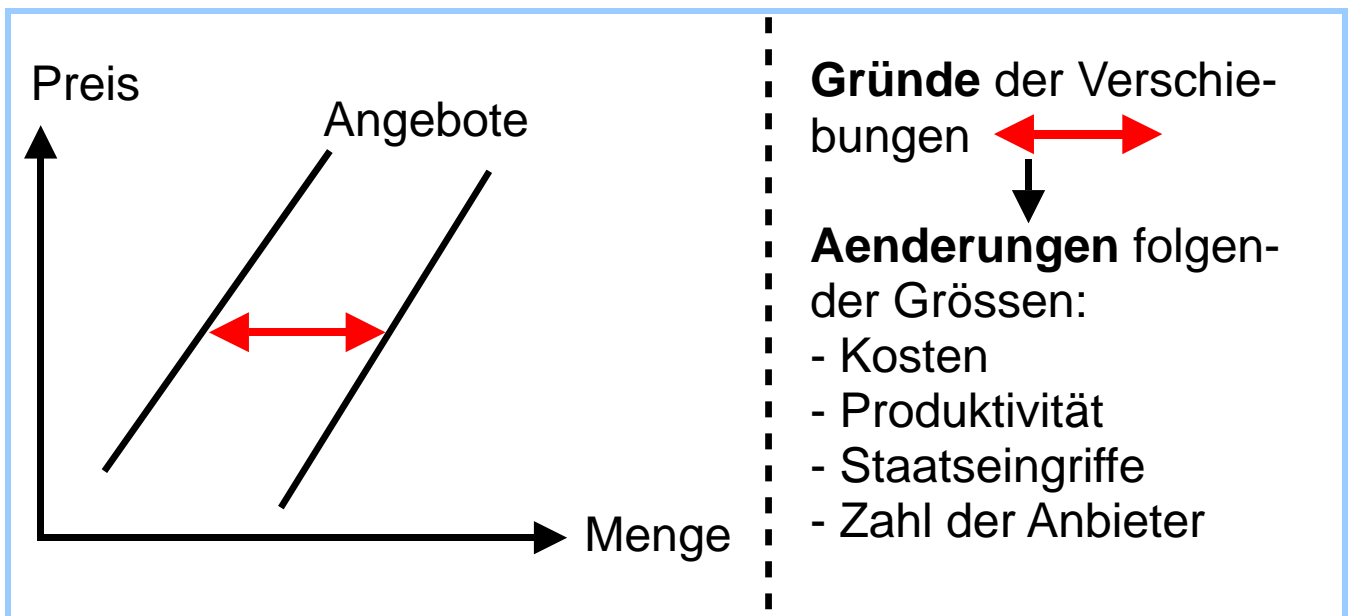 Preis
Angebote
Menge
Gründe der Verschie-
bungen
Aenderungen folgen-
der Grössen:
- Kosten
- Produktivität
- Staatseingriffe
- Zahl der Anbieter